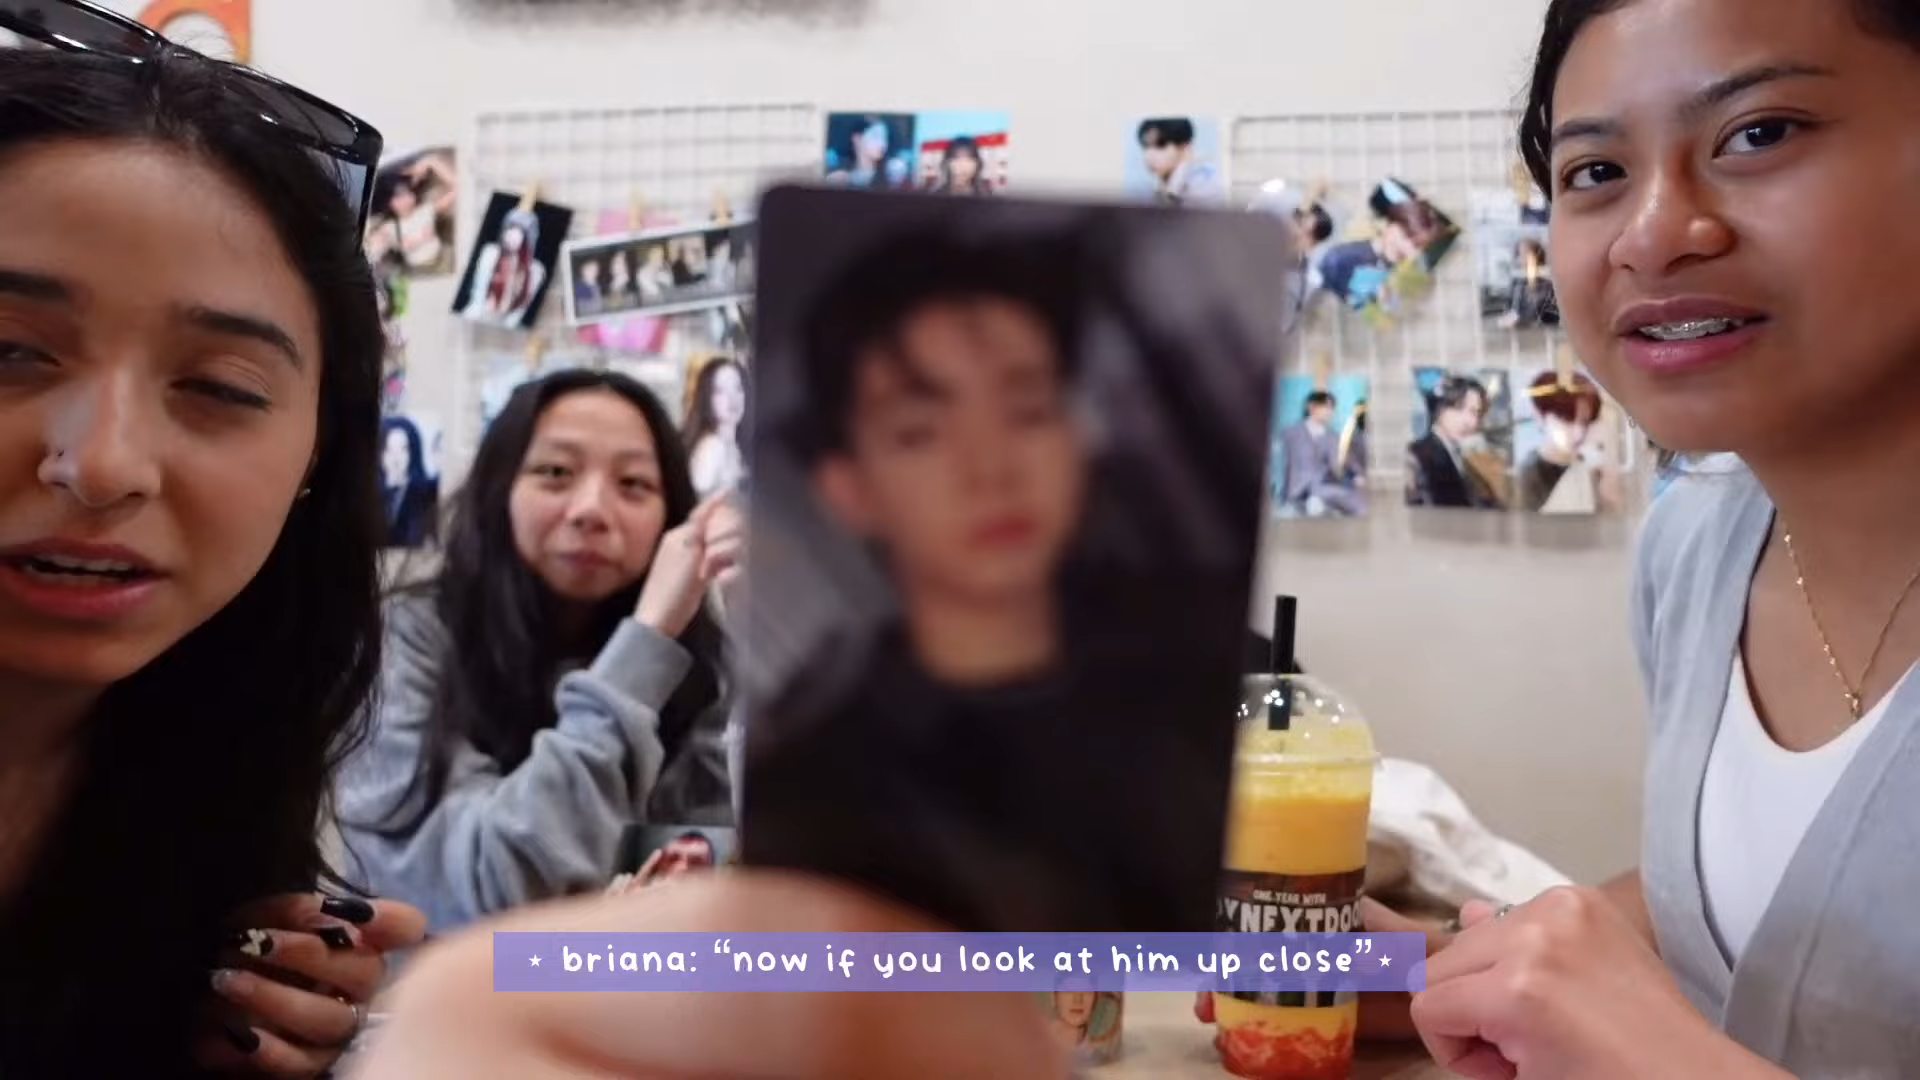 ONE YEAR WITH
YNEXTDOO
⋆ briana: “now if you look at him up close” ⋆